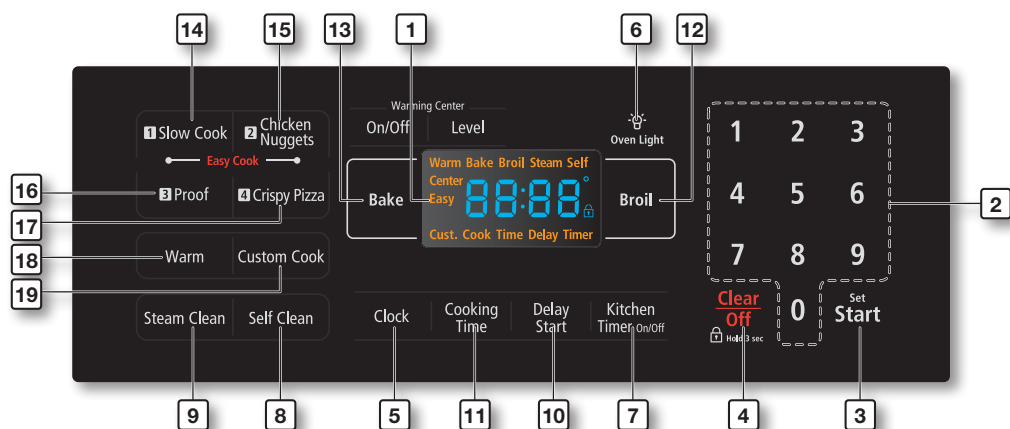 14 15 13 1 6 12
Warming Center
On/Off Level
Oven Light
1 Slow Cook 2 Chicken Nuggets
Easy Cook
3 Proof 4 Crispy Pizza
16
17
Warm Bake Broil Steam Self
Center
Easy
88:88°
Cust. Cook Time Delay Timer
Bake
Broil
1 2 3
4 5 6
7 8 9
0
2
18
19
Warm Custom Cook
Steam Clean Self Clean
Clock
Cooking
Time
Delay
Start
Kitchen
Timer On/Off
Clear
Off
Hold 3 sec
Set
Start
9 8 5 11 10 7 4 3